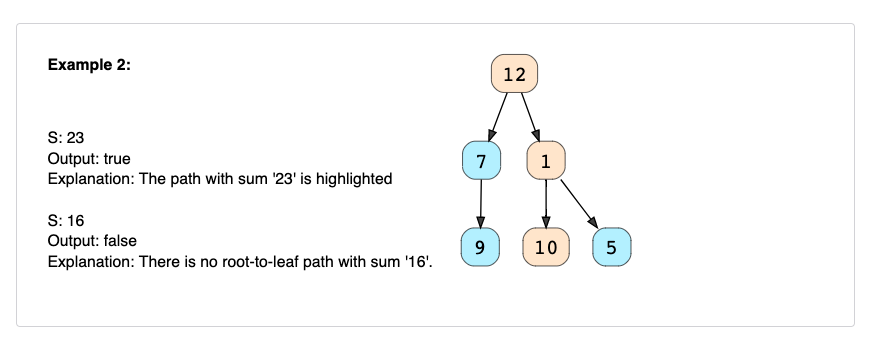 Example 2:
12
S: 23
Output: true
Explanation: The path with sum '23' is highlighted
7 1
S: 16
Output: false
Explanation: There is no root-to-leaf path with sum '16'.
9 10 5